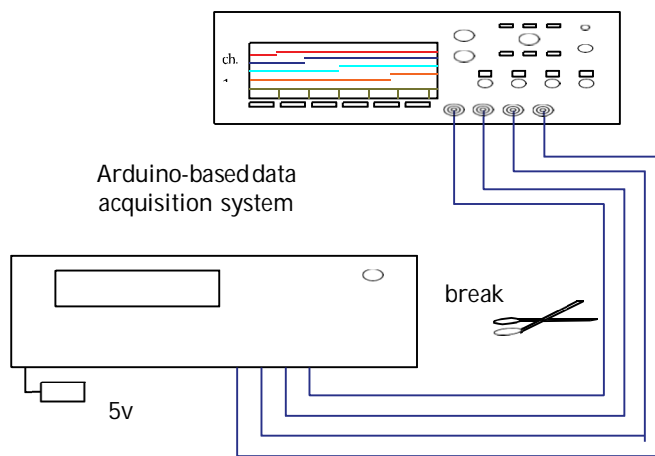 ch.
Arduino-based data
acquisition system
break
5v